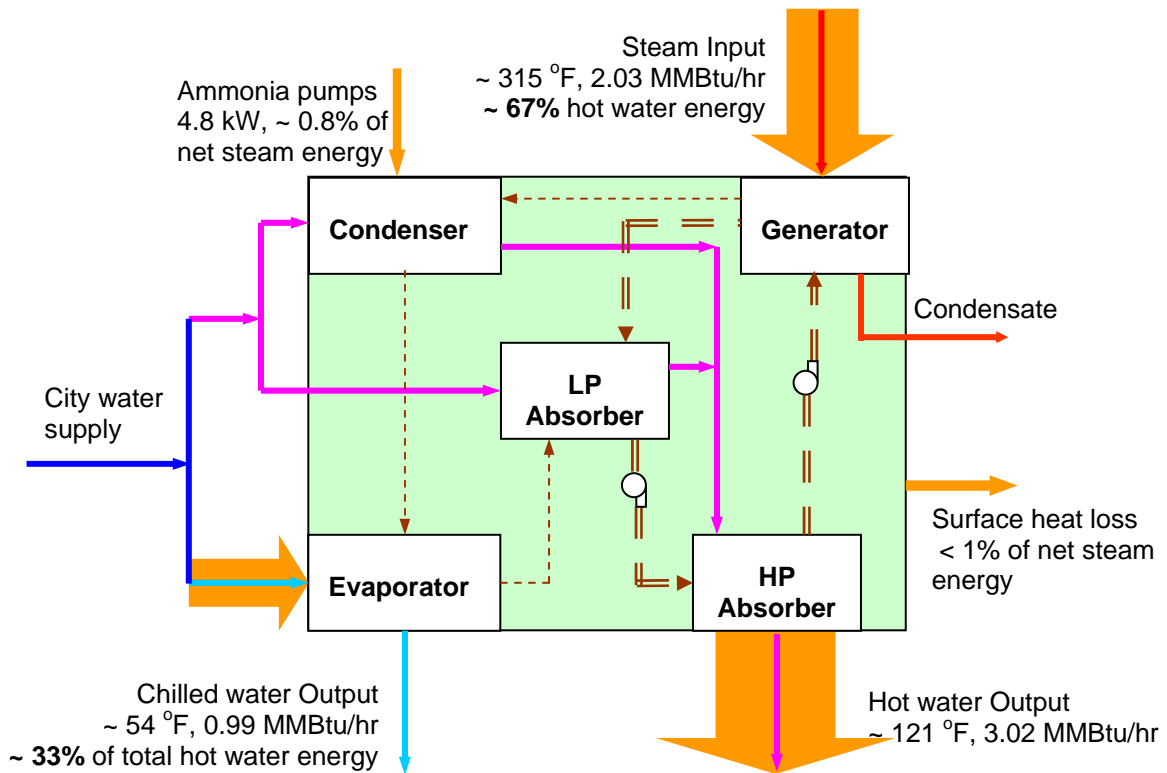 Steam Input
~ 315 °F, 2.03 MMBtu/hr
~ 67% hot water energy
Ammonia pumps
4.8 kW, ~ 0.8% of
net steam energy
Condenser
Generator
Condensate
LP
Absorber
City water
supply
Surface heat loss
< 1% of net steam
energy
Evaporator
HP
Absorber
Chilled water Output
~ 54 °F, 0.99 MMBtu/hr
~ 33% of total hot water energy
Hot water Output
~ 121 °F, 3.02 MMBtu/hr